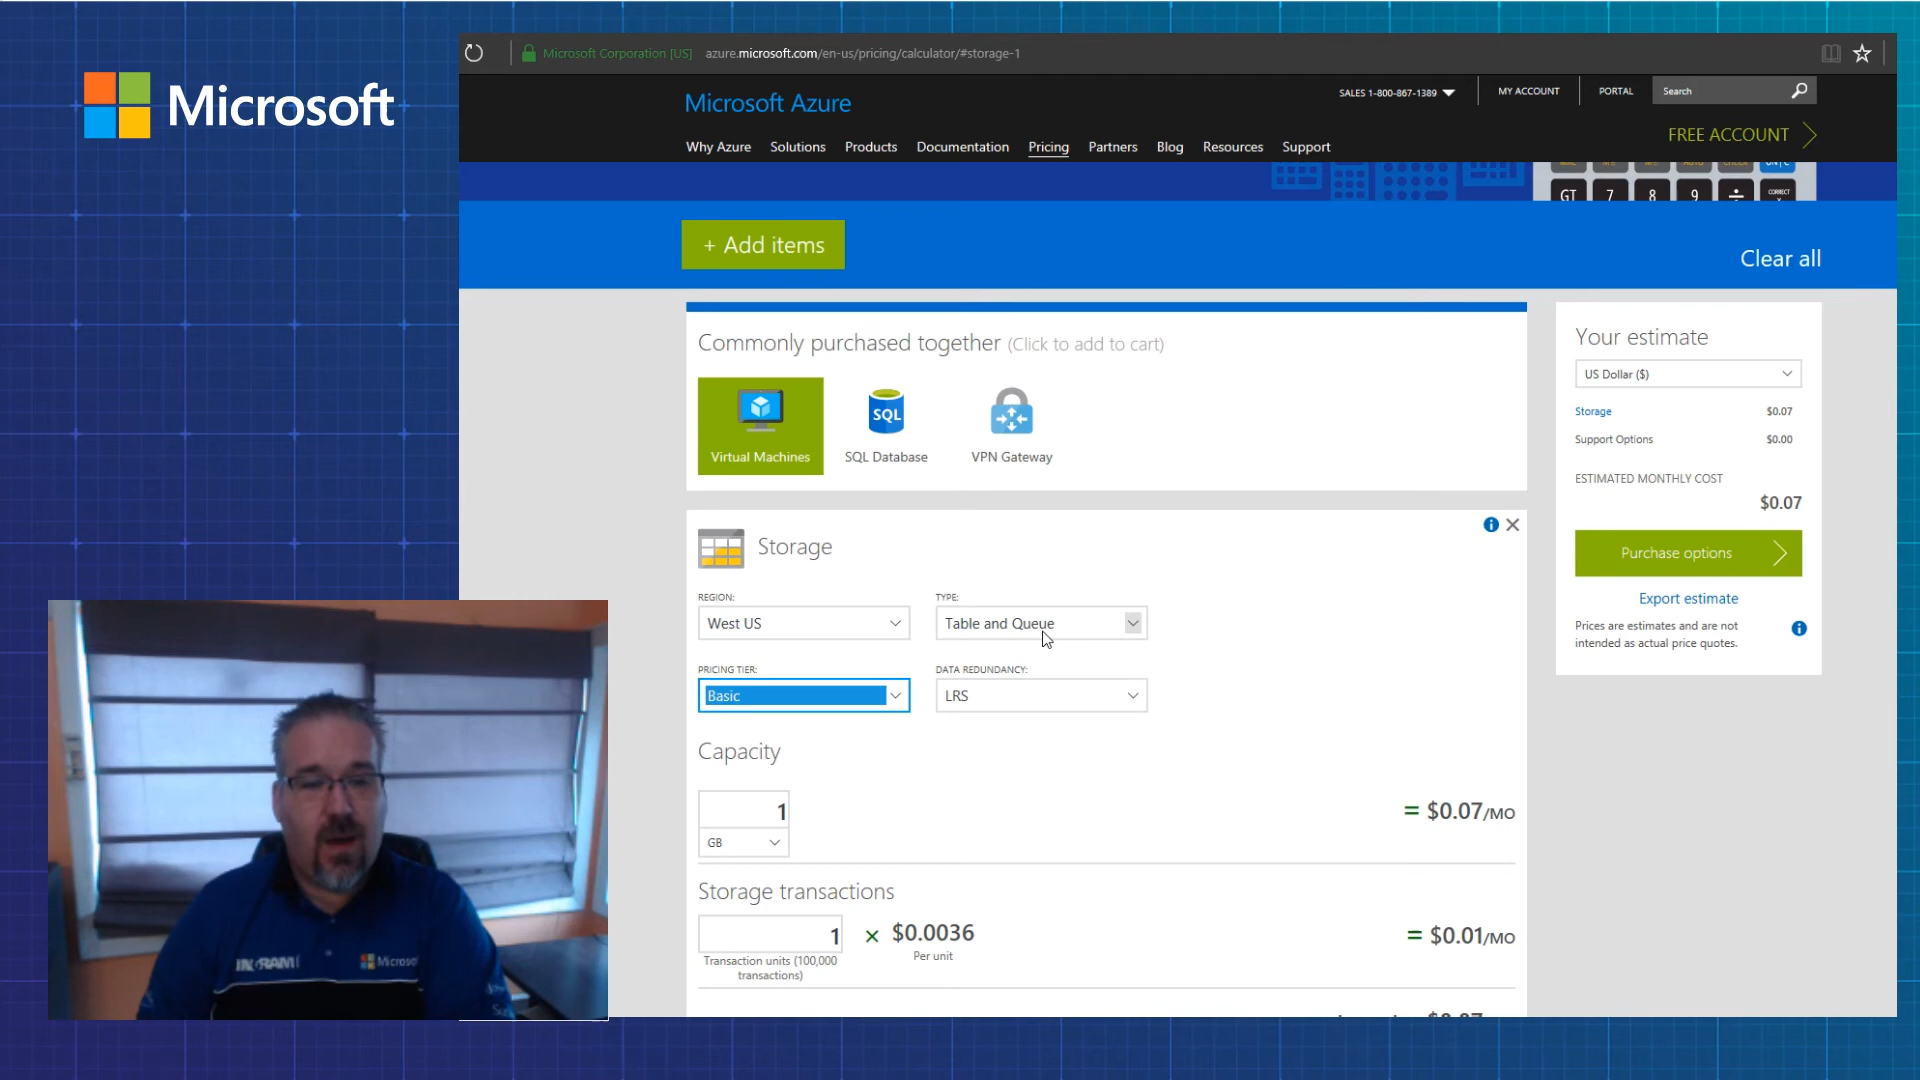 Microsoft
Microsoft Corporation [US] azure.microsoft.com/en-us/pricing/calculator/#storage-1
Microsoft Azure
SALES 1-800-867-1389
MY ACCOUNT
PORTAL
Search
FREE ACCOUNT
Why Azure Solutions Products Documentation Pricing Partners Blog Resources Support
GT 7 8 9 ÷ CORRECT
+ Add items
Clear all
Commonly purchased together (Click to add to cart)
SQL
Virtual Machines
SQL Database
VPN Gateway
Your estimate
US Dollar ($)
Storage $0.07
Support Options $0.00
ESTIMATED MONTHLY COST
$0.07
Purchase options
Export estimate
Prices are estimates and are not
intended as actual price quotes.
Storage
REGION: TYPE:
West US Table and Queue
PRICING TIER: DATA REDUNDANCY:
Basic LRS
Capacity
1
GB
= $0.07/MO
Storage transactions
1 × $0.0036 = $0.01/MO
Transaction units (100,000
transactions)
Per unit
INGRAM
Microsoft